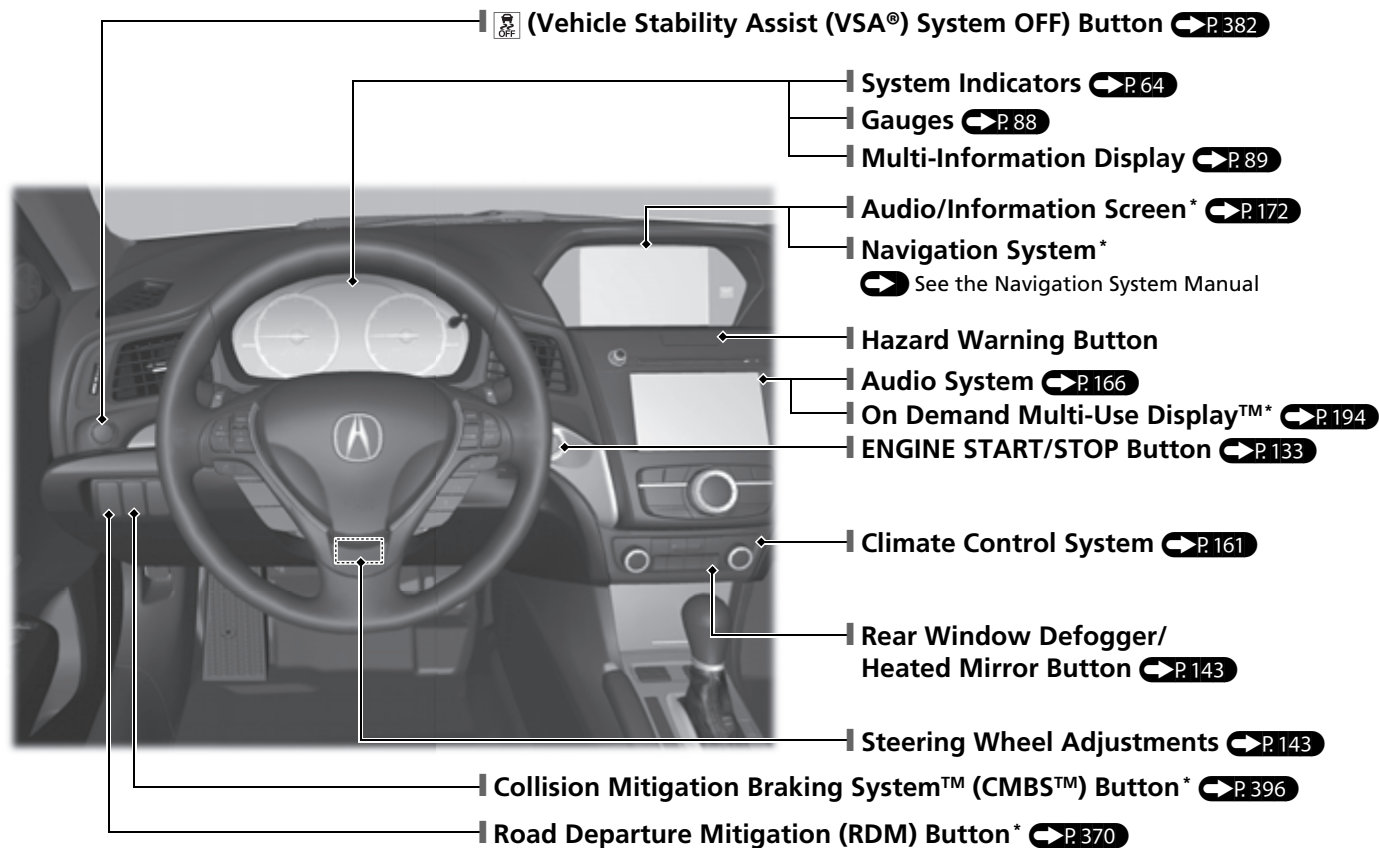 OFF (Vehicle Stability Assist (VSA®) System OFF) Button P. 382
System Indicators P. 64
Gauges P. 88
Multi-Information Display P. 89
Audio/Information Screen* P. 172
Navigation System*
See the Navigation System Manual
Hazard Warning Button
Audio System P. 166
On Demand Multi-Use Display™* P. 194
ENGINE START/STOP Button P. 133
Climate Control System P. 161
Rear Window Defogger/
Heated Mirror Button P. 143
Steering Wheel Adjustments P. 143
Collision Mitigation Braking System™ (CMBS™) Button* P. 396
Road Departure Mitigation (RDM) Button* P. 370